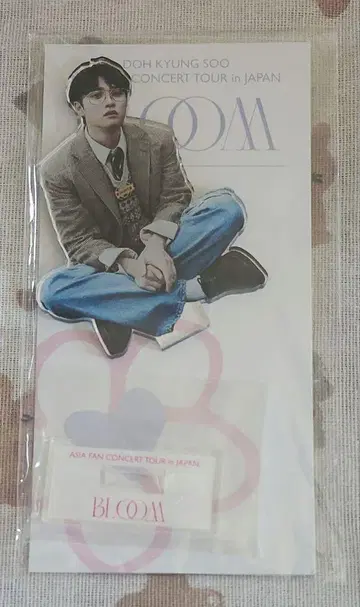 DOH KYUNG SOO
CONCERT TOUR in JAPAN
OOM
ASIA FAN CONCERT TOUR in JAPAN
BLOOM